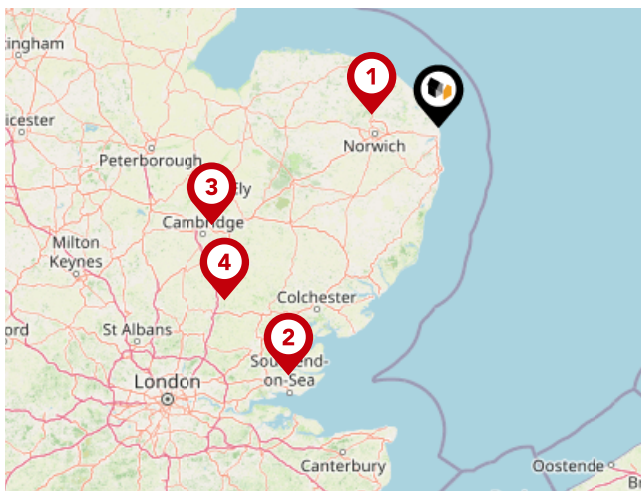 ingham
1
icester
Norwich
Peterborough
3
Ely
Cambridge
Milton
Keynes
4
Colchester
ord
St Albans
2
Southend-
on-Sea
London
Canterbury
Oostende
B